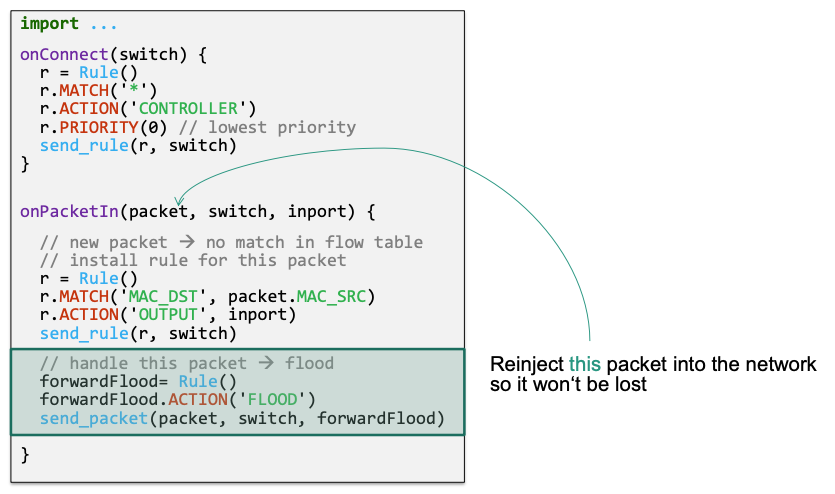 import ...
onConnect(switch) {
r = Rule()
r.MATCH('*')
r.ACTION('CONTROLLER')
r.PRIORITY(0) // lowest priority
send_rule(r, switch)
}
onPacketIn(packet, switch, inport) {
// new packet → no match in flow table
// install rule for this packet
r = Rule()
r.MATCH('MAC_DST', packet.MAC_SRC)
r.ACTION('OUTPUT', inport)
send_rule(r, switch)
// handle this packet → flood
forwardFlood= Rule()
forwardFlood.ACTION('FLOOD')
send_packet(packet, switch, forwardFlood)
}
Reinject this packet into the network
so it won‘t be lost